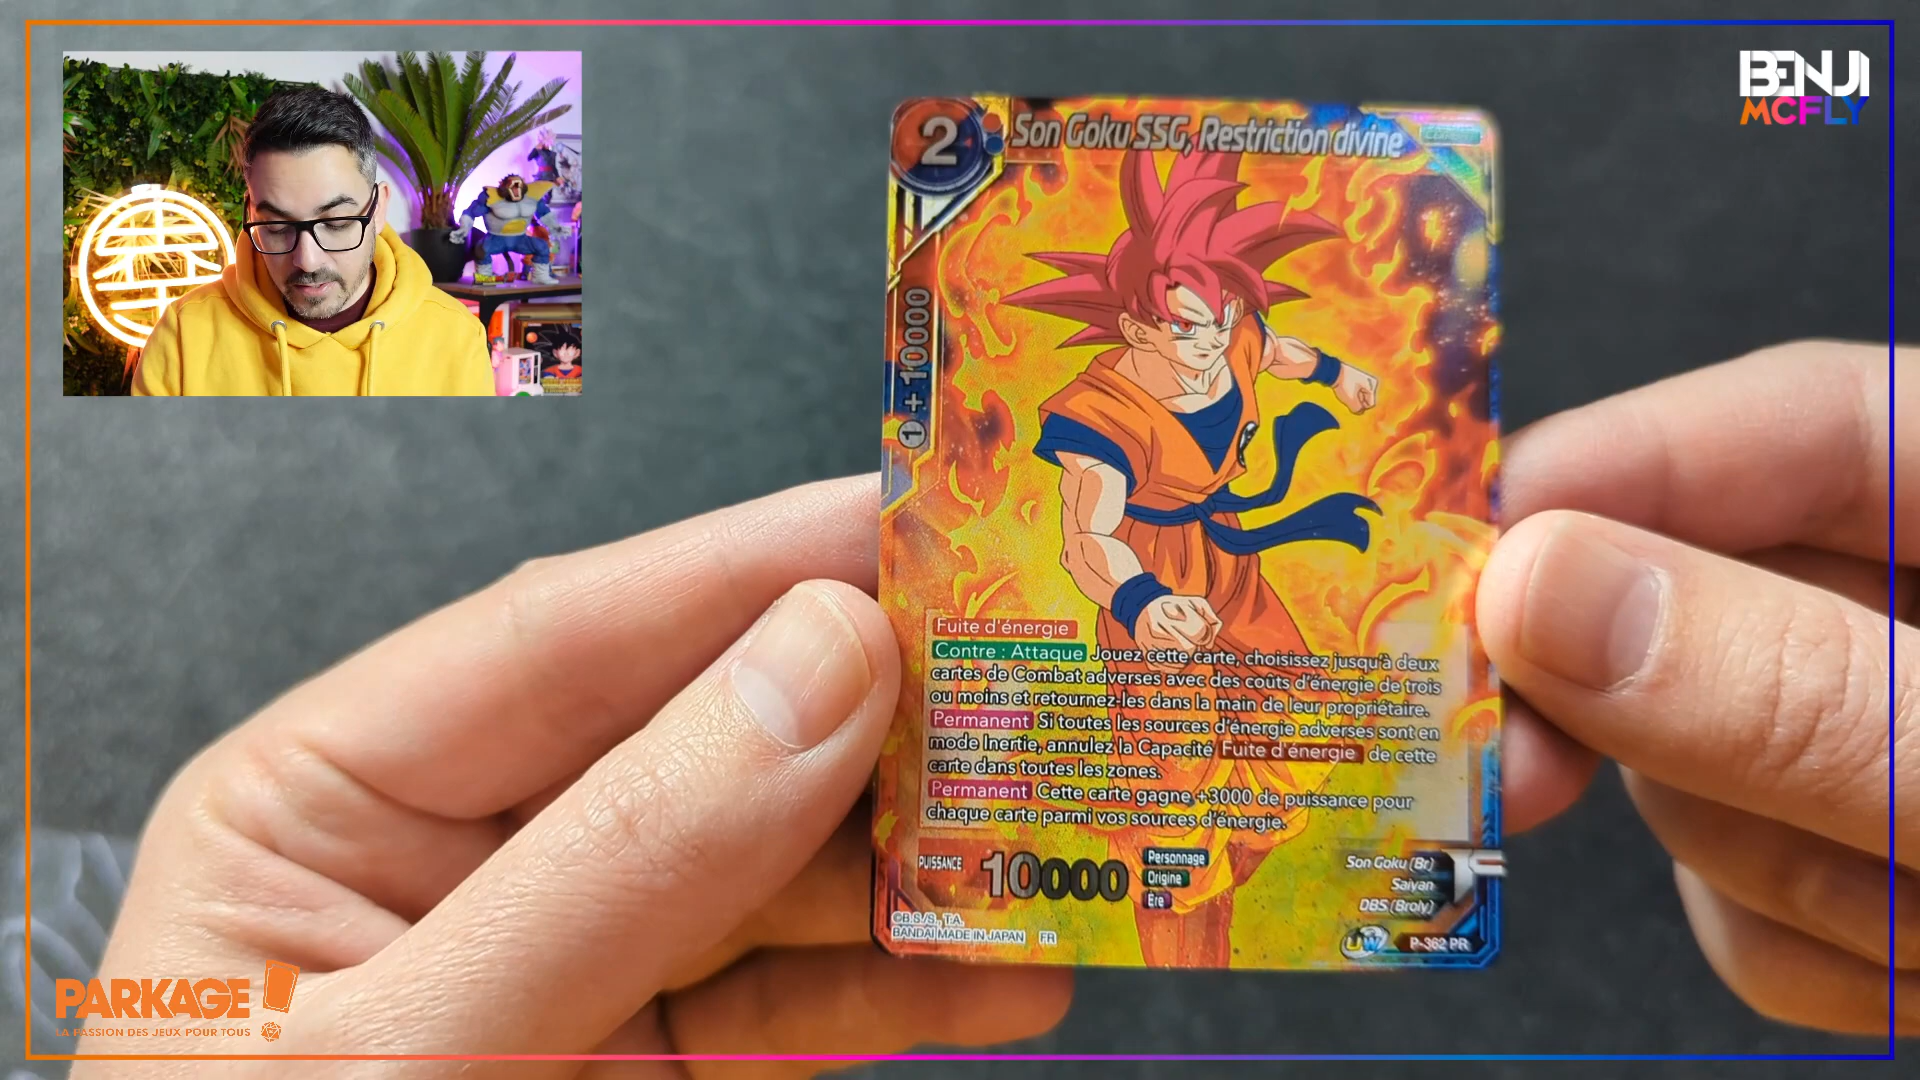 BENJI
MCFLY
2
Son Goku SSG, Restriction divine
1 + 10000
Fuite d'énergie
Contre : Attaque Jouez cette carte, choisissez jusqu'à deux
cartes de Combat adverses avec des coûts d'énergie de trois
ou moins et retournez-les dans la main de leur propriétaire.
Permanent Si toutes les sources d'énergie adverses sont en
mode Inertie, annulez la Capacité Fuite d'énergie de cette
carte dans toutes les zones.
Permanent Cette carte gagne +3000 de puissance pour
chaque carte parmi vos sources d'énergie.
PUISSANCE 10000
Personnage Son Goku (Br)
Origine Saiyan
Ère DBS (Broly)
©B.S./S., T.A.
BANDAI MADE IN JAPAN FR
UW P-362 PR
PARKAGE!
LA PASSION DES JEUX POUR TOUS